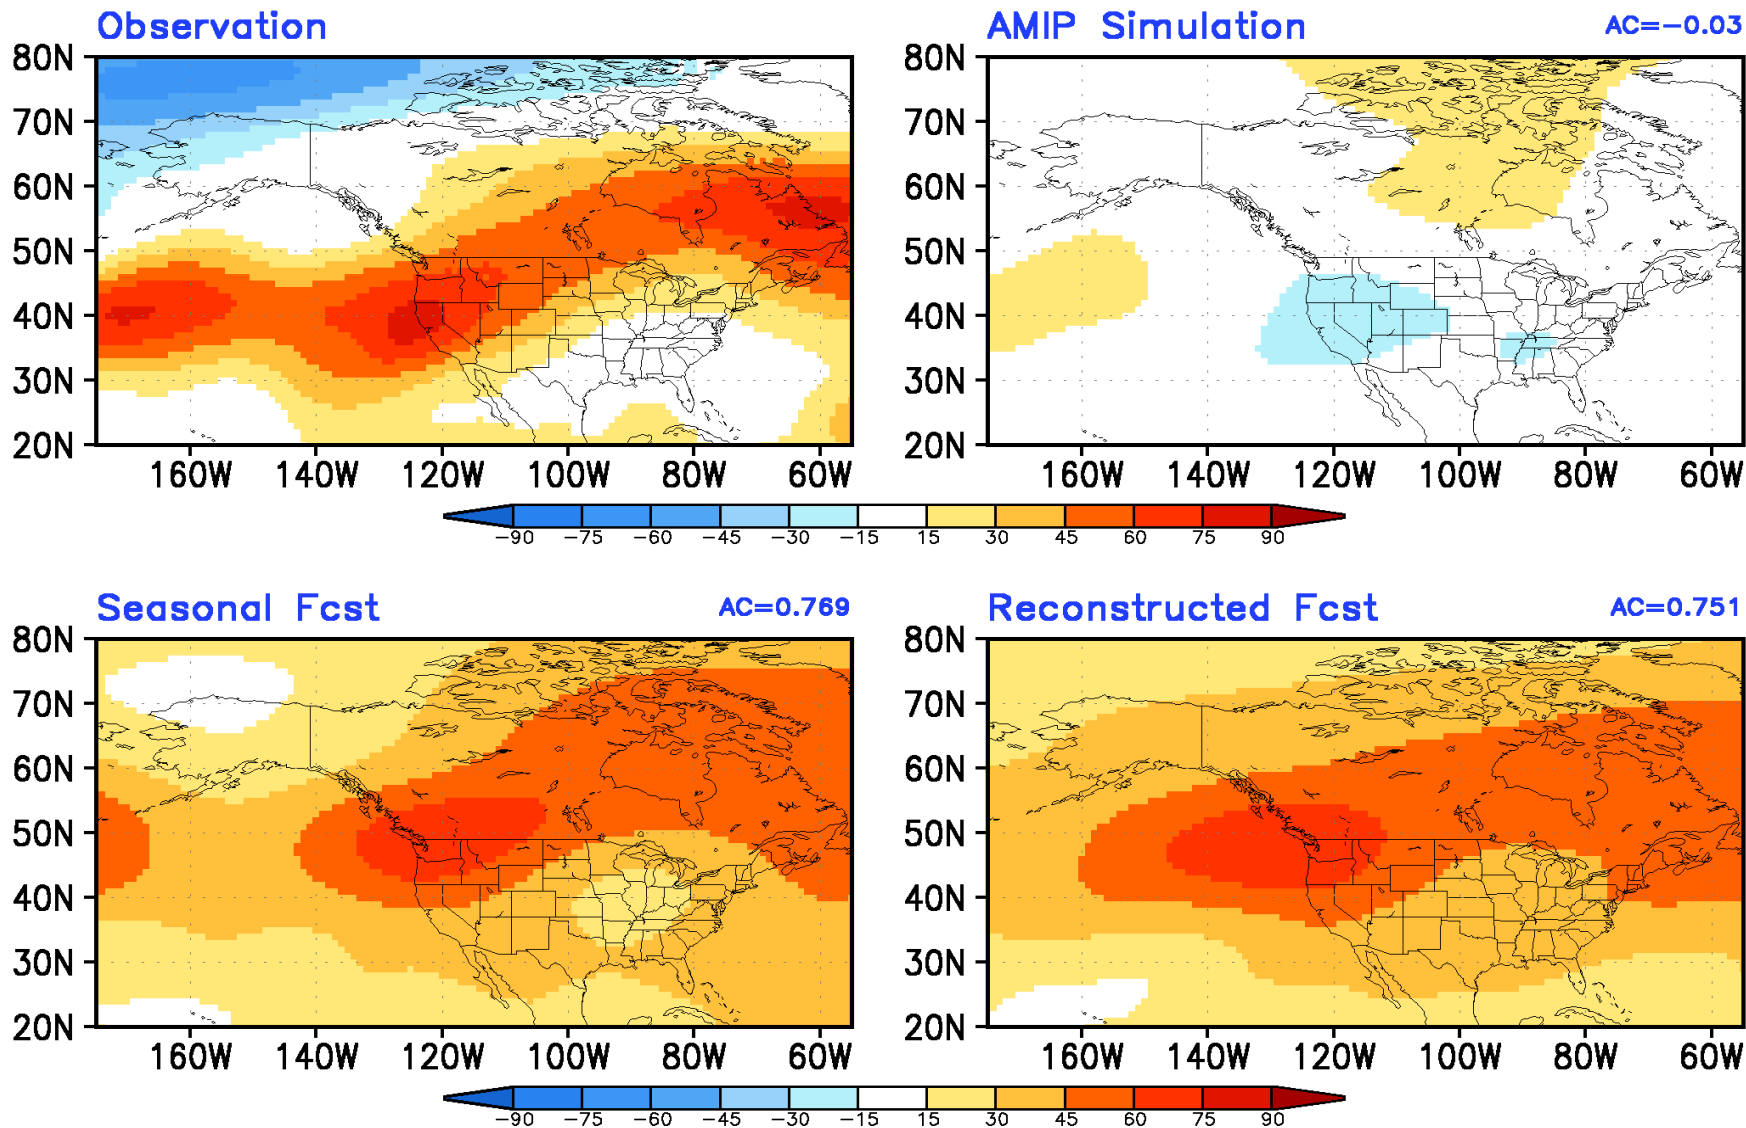 Observation
AMIP Simulation AC=-0.03
80N 80N
70N 70N
60N 60N
50N 50N
40N 40N
30N 30N
20N 20N
160W 140W 120W 100W 80W 60W 160W 140W 120W 100W 80W 60W
-90 -75 -60 -45 -30 -15 15 30 45 60 75 90
Seasonal Fcst AC=0.769
Reconstructed Fcst AC=0.751
80N 80N
70N 70N
60N 60N
50N 50N
40N 40N
30N 30N
20N 20N
160W 140W 120W 100W 80W 60W 160W 140W 120W 100W 80W 60W
-90 -75 -60 -45 -30 -15 15 30 45 60 75 90